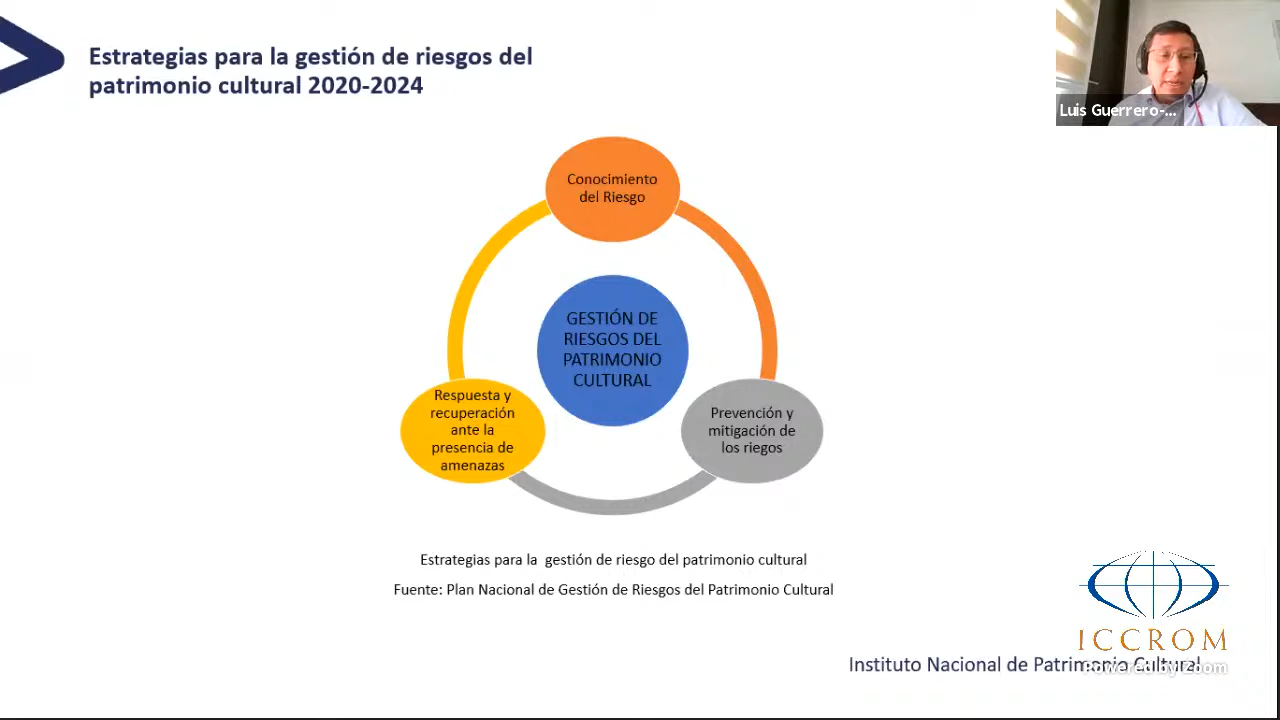 Estrategias para la gestión de riesgos del
patrimonio cultural 2020-2024
Luis Guerrero-...
Conocimiento
del Riesgo
GESTIÓN DE
RIESGOS DEL
PATRIMONIO
CULTURAL
Respuesta y
recuperación
ante la
presencia de
amenazas
Prevención y
mitigación de
los riegos
Estrategias para la gestión de riesgo del patrimonio cultural
Fuente: Plan Nacional de Gestión de Riesgos del Patrimonio Cultural
ICCROM
Instituto Nacional de Patrimonio Cultural
Powered by Zoom